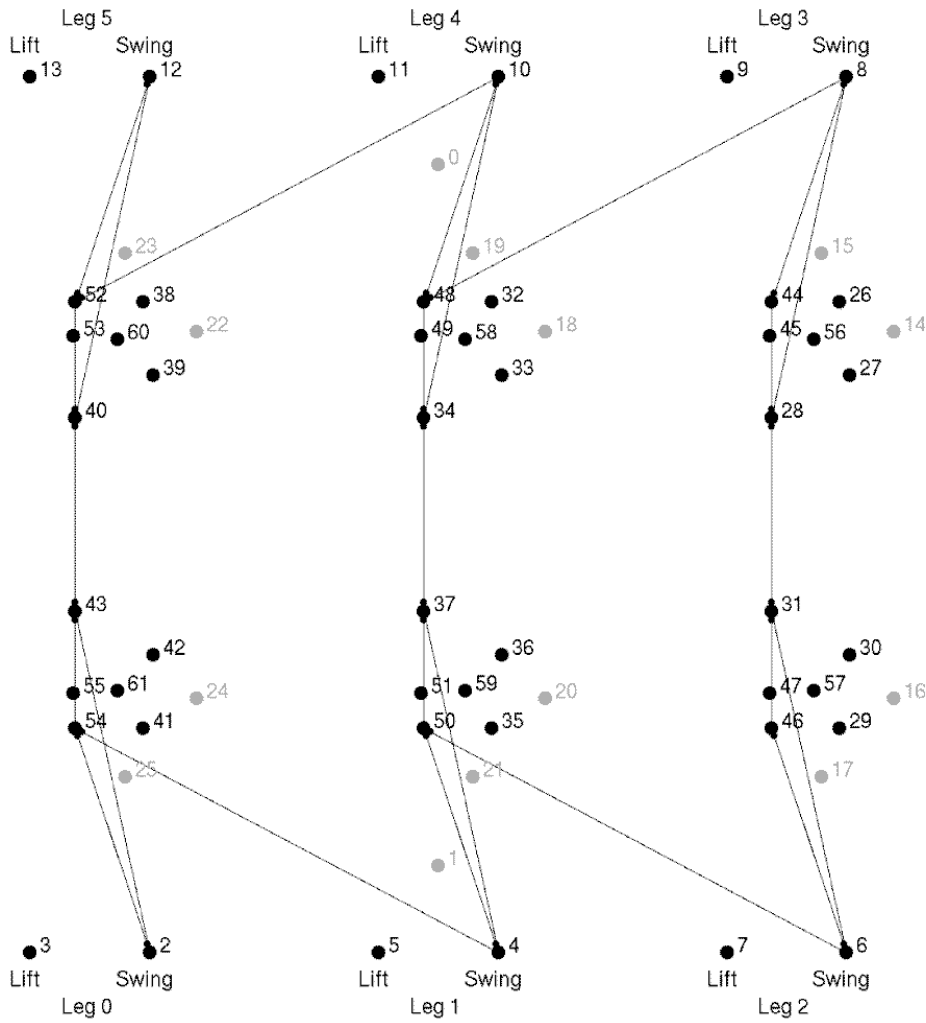 Leg 5 Leg 4 Leg 3
Lift Swing Lift Swing Lift Swing
13 12 11 10 9 8
0
23 19 15
52 38 48 32 44 26
53 60 22 49 58 18 45 56 14
39 33 27
40 34 28
43 37 31
42 36 30
55 61 24 51 59 20 47 57 16
54 41 50 35 46 29
25 21 17
1
3 2 5 4 7 6
Lift Swing Lift Swing Lift Swing
Leg 0 Leg 1 Leg 2